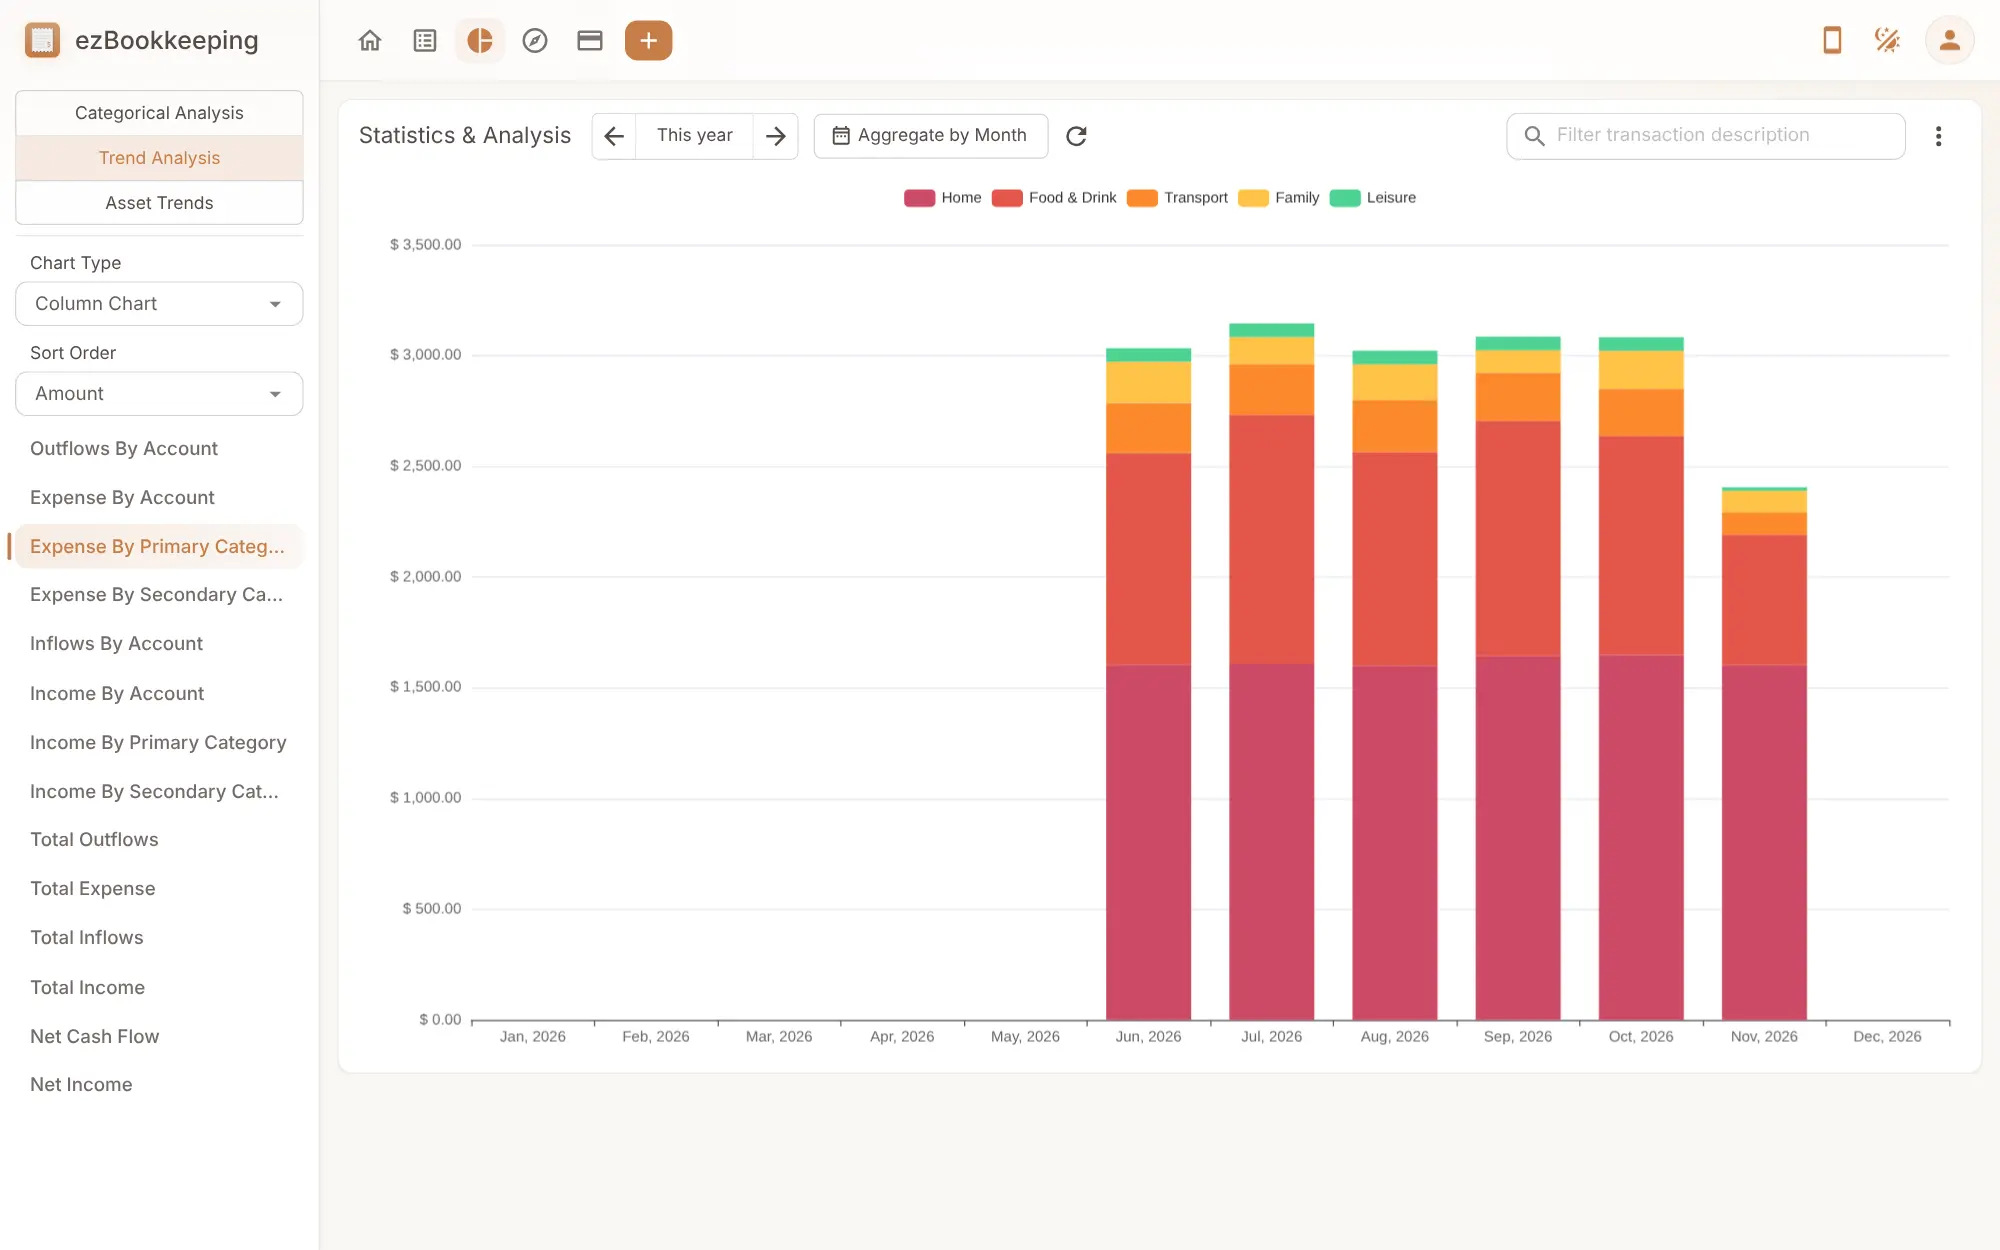 ezBookkeeping
Categorical Analysis
Trend Analysis
Asset Trends
Chart Type
Column Chart
Sort Order
Amount
Outflows By Account
Expense By Account
Expense By Primary Categ...
Expense By Secondary Ca...
Inflows By Account
Income By Account
Income By Primary Category
Income By Secondary Cat...
Total Outflows
Total Expense
Total Inflows
Total Income
Net Cash Flow
Net Income
Statistics & Analysis
This year
Aggregate by Month
Filter transaction description
Home Food & Drink Transport Family Leisure
$ 3,500.00
$ 3,000.00
$ 2,500.00
$ 2,000.00
$ 1,500.00
$ 1,000.00
$ 500.00
$ 0.00
Jan, 2026 Feb, 2026 Mar, 2026 Apr, 2026 May, 2026 Jun, 2026 Jul, 2026 Aug, 2026 Sep, 2026 Oct, 2026 Nov, 2026 Dec, 2026